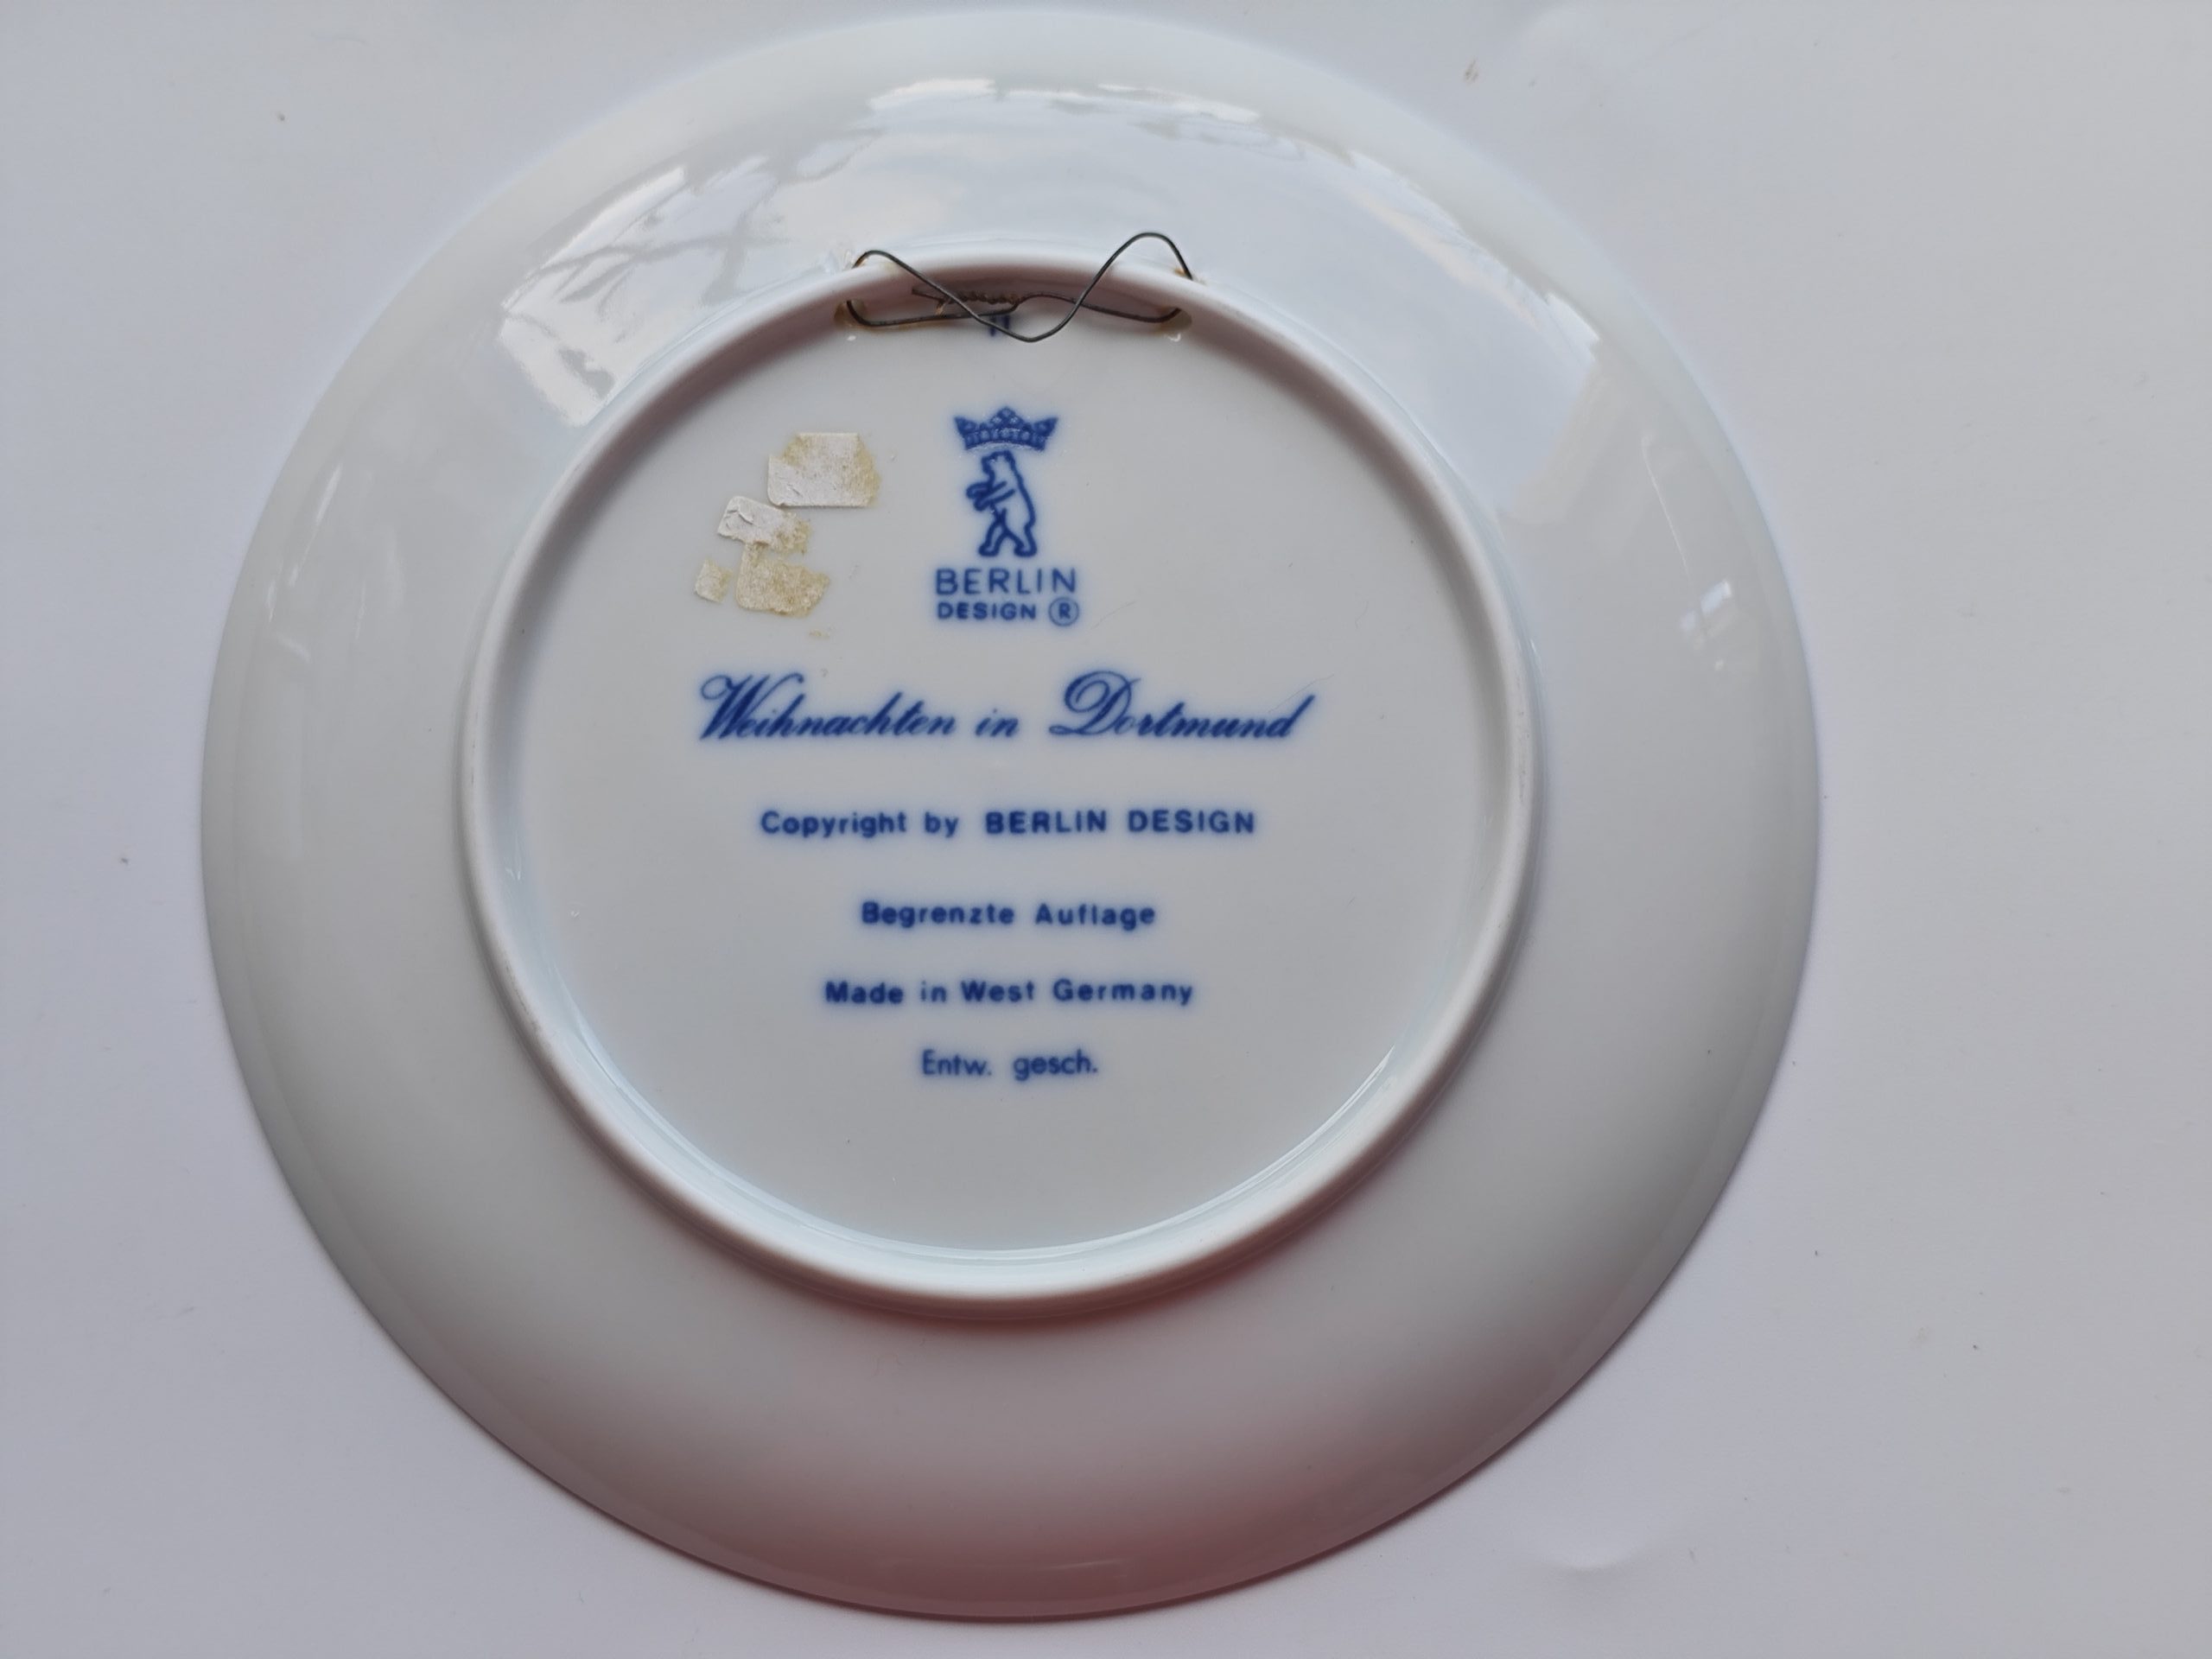 BERLIN
DESIGN ®
Weihnachten in Dortmund
Copyright by BERLIN DESIGN
Begrenzte Auflage
Made in West Germany
Entw. gesch.